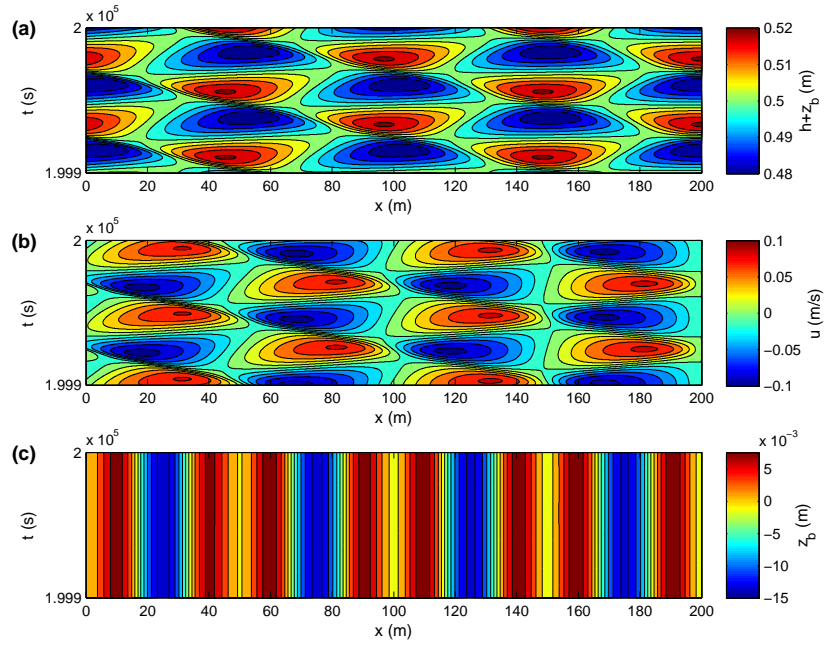 (a)
2 x 10^5
1.999
t (s)
0 20 40 60 80 100 120 140 160 180 200
x (m)
0.52
0.51
0.5
0.49
0.48
h+z_b (m)
(b)
2 x 10^5
1.999
t (s)
0 20 40 60 80 100 120 140 160 180 200
x (m)
0.1
0.05
0
−0.05
−0.1
u (m/s)
(c)
2 x 10^5
1.999
t (s)
0 20 40 60 80 100 120 140 160 180 200
x (m)
x 10^−3
5
0
−5
−10
−15
z_b (m)